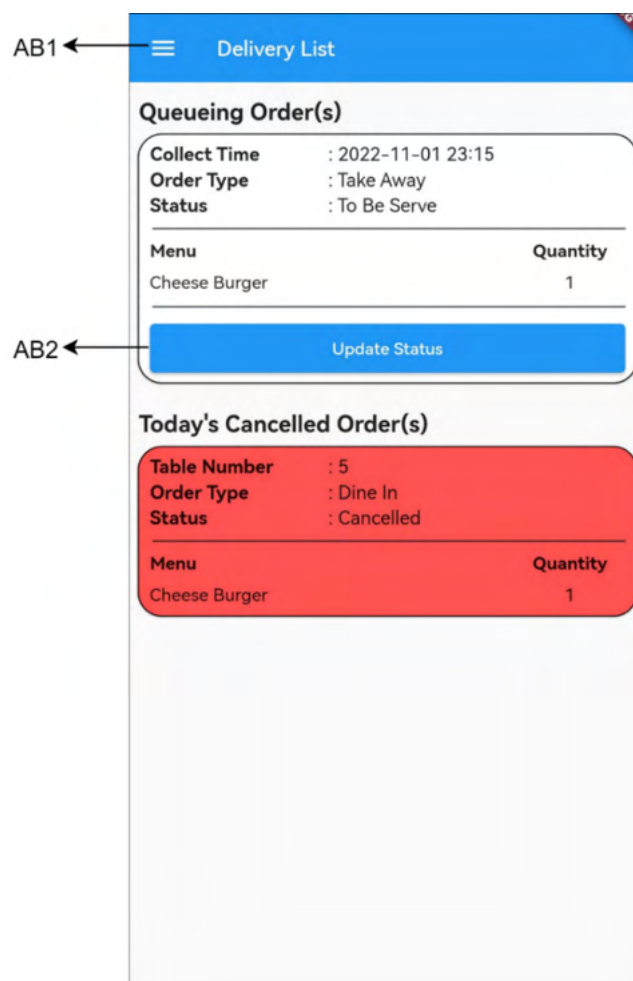 AB1
Delivery List
Queueing Order(s)
Collect Time : 2022-11-01 23:15
Order Type : Take Away
Status : To Be Serve
Menu Quantity
Cheese Burger 1
AB2
Update Status
Today's Cancelled Order(s)
Table Number : 5
Order Type : Dine In
Status : Cancelled
Menu Quantity
Cheese Burger 1